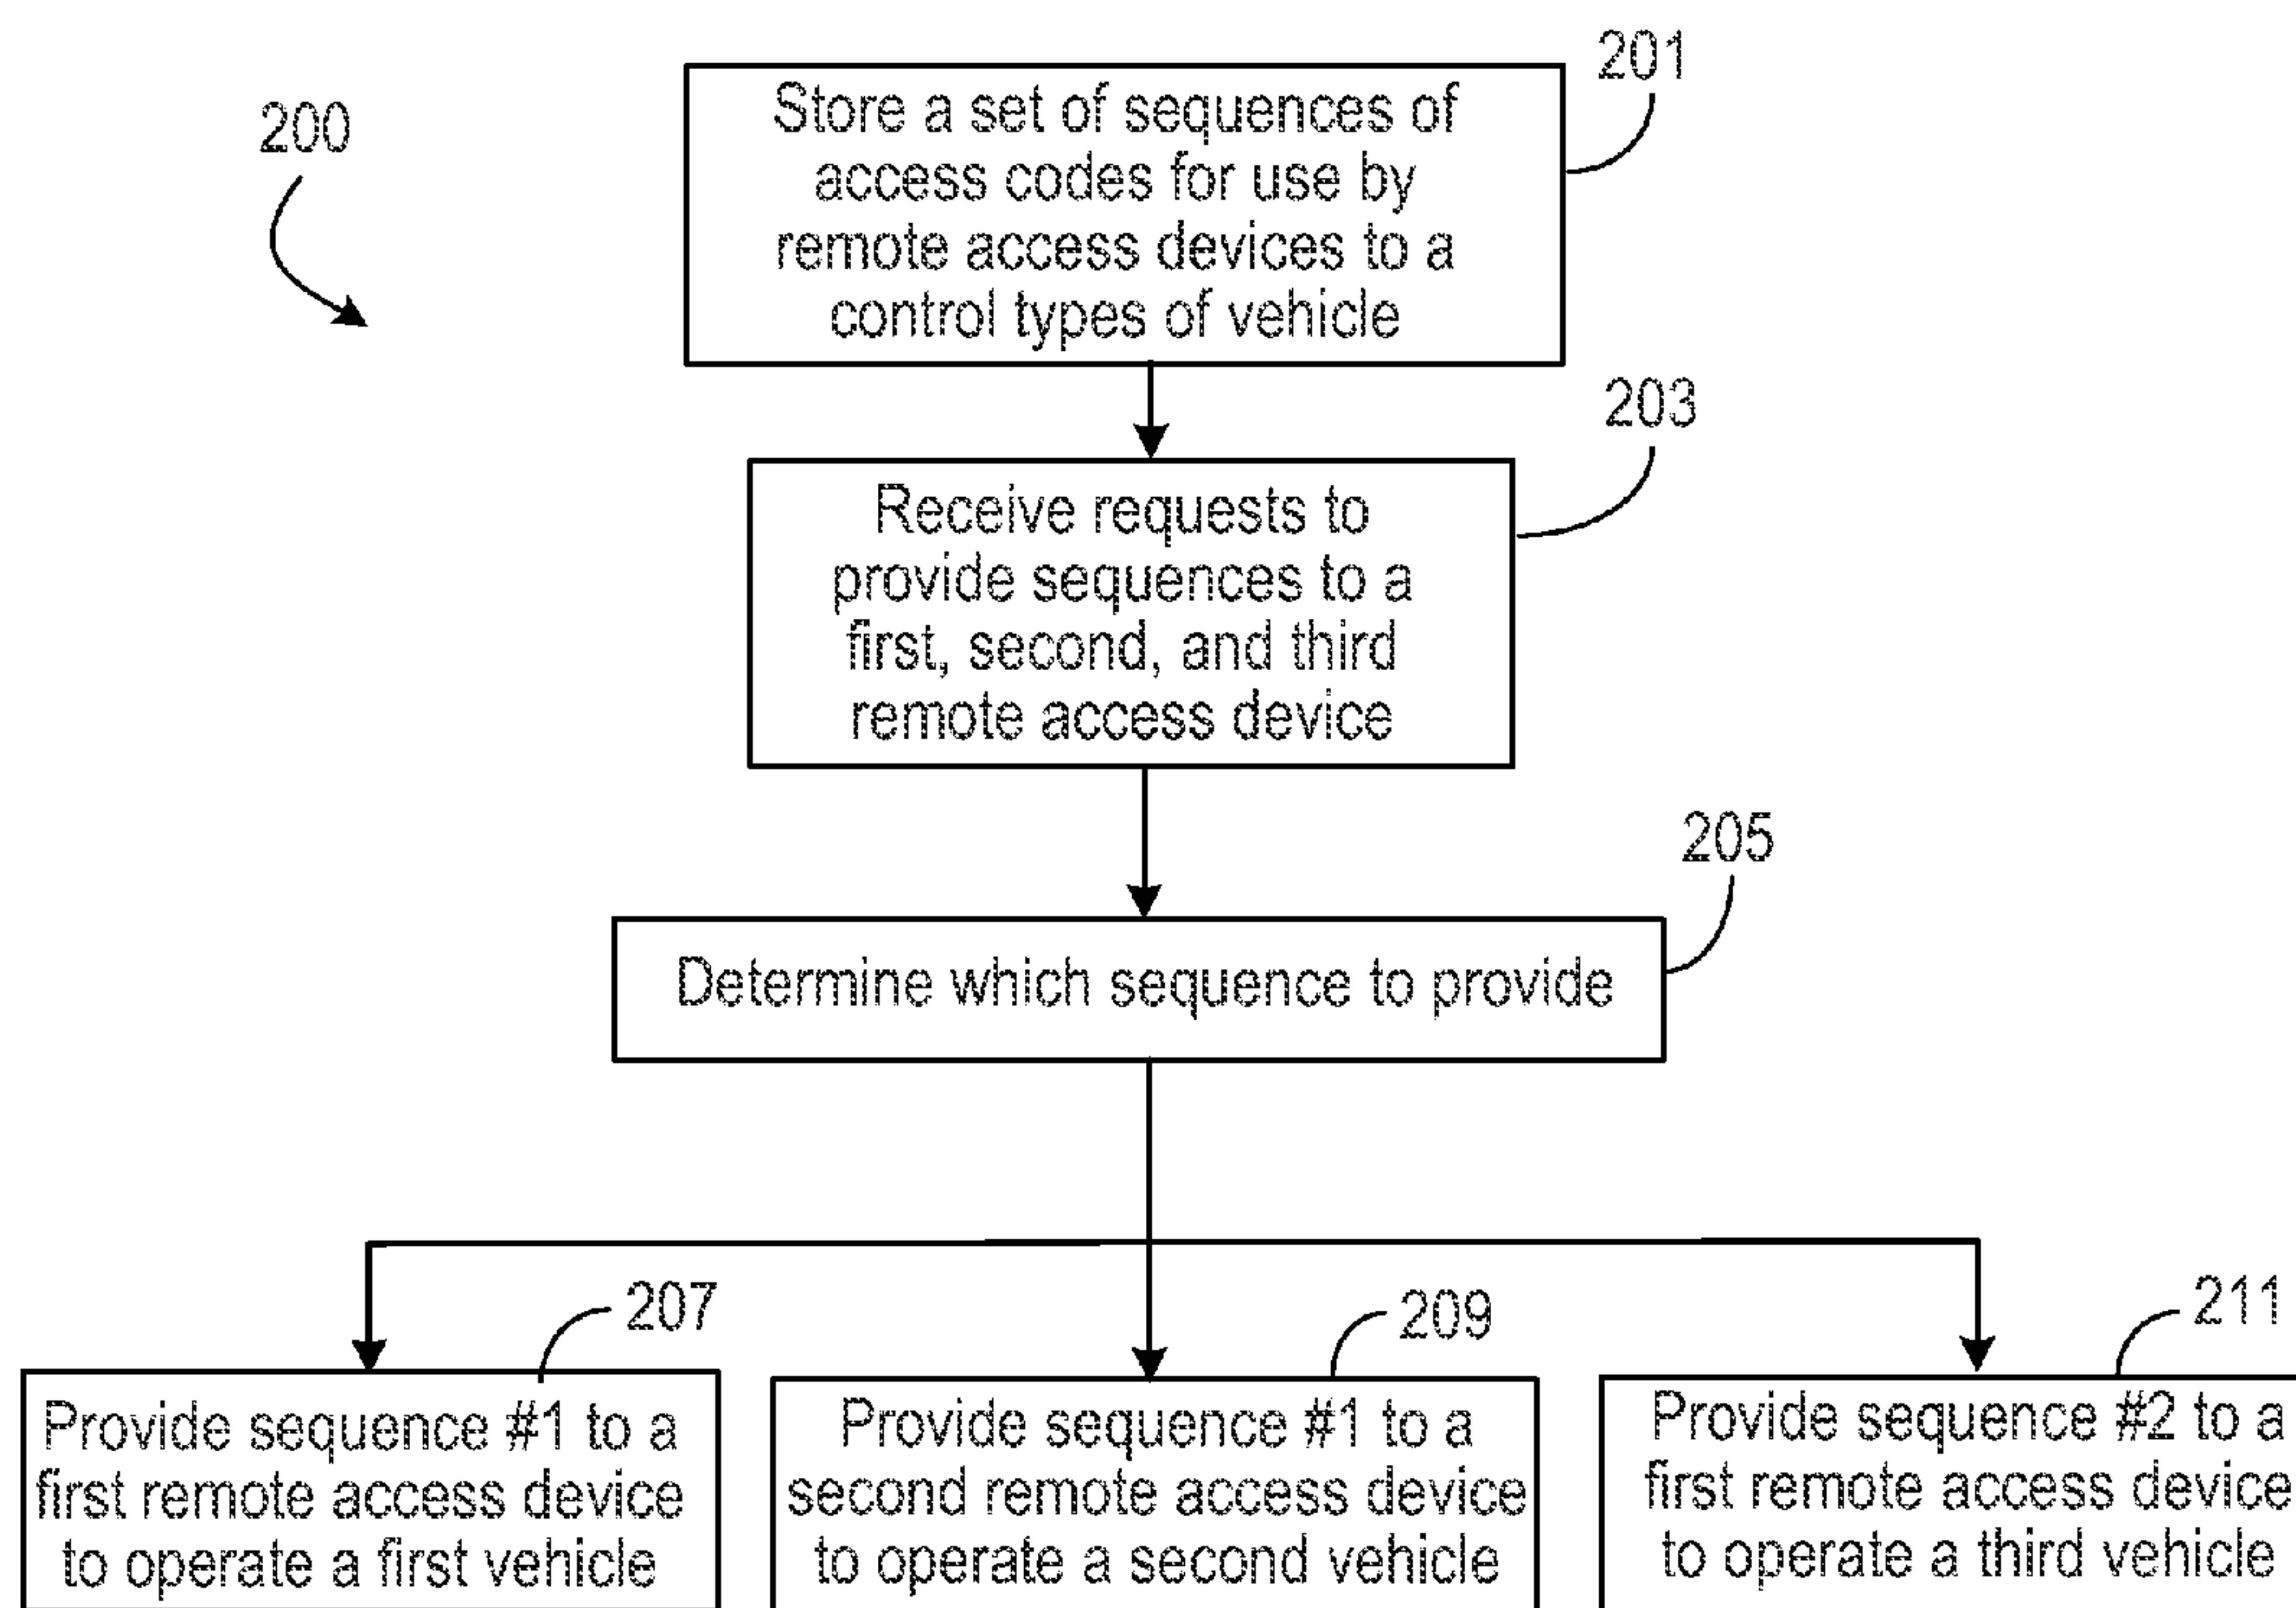 200
201
Store a set of sequences of
access codes for use by
remote access devices to a
control types of vehicle
203
Receive requests to
provide sequences to a
first, second, and third
remote access device
205
Determine which sequence to provide
207
Provide sequence #1 to a
first remote access device
to operate a first vehicle
209
Provide sequence #1 to a
second remote access device
to operate a second vehicle
211
Provide sequence #2 to a
first remote access device
to operate a third vehicle